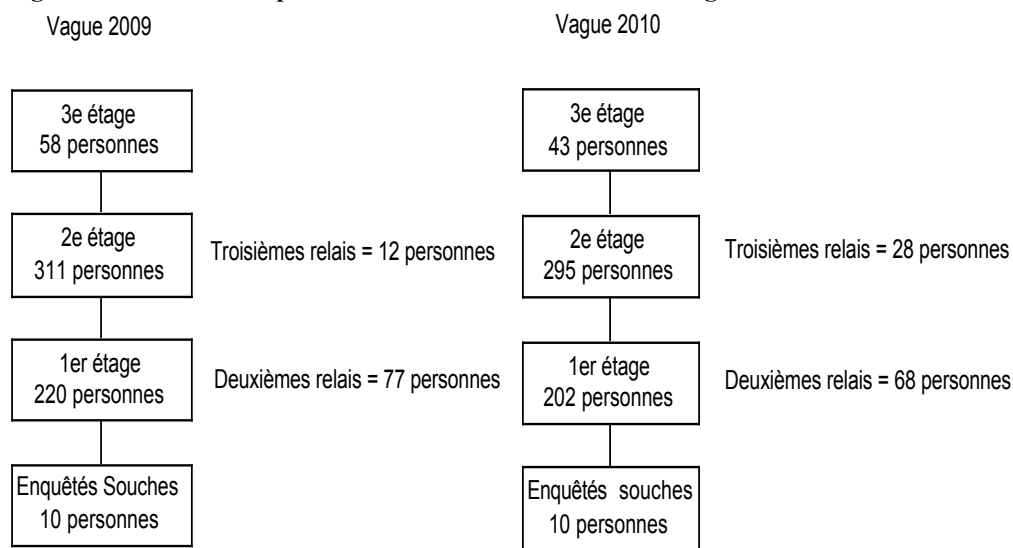 Vague 2009
3e étage
58 personnes
2e étage
311 personnes
Troisièmes relais = 12 personnes
1er étage
220 personnes
Deuxièmes relais = 77 personnes
Enquêtés Souches
10 personnes
Vague 2010
3e étage
43 personnes
2e étage
295 personnes
Troisièmes relais = 28 personnes
1er étage
202 personnes
Deuxièmes relais = 68 personnes
Enquêtés souches
10 personnes